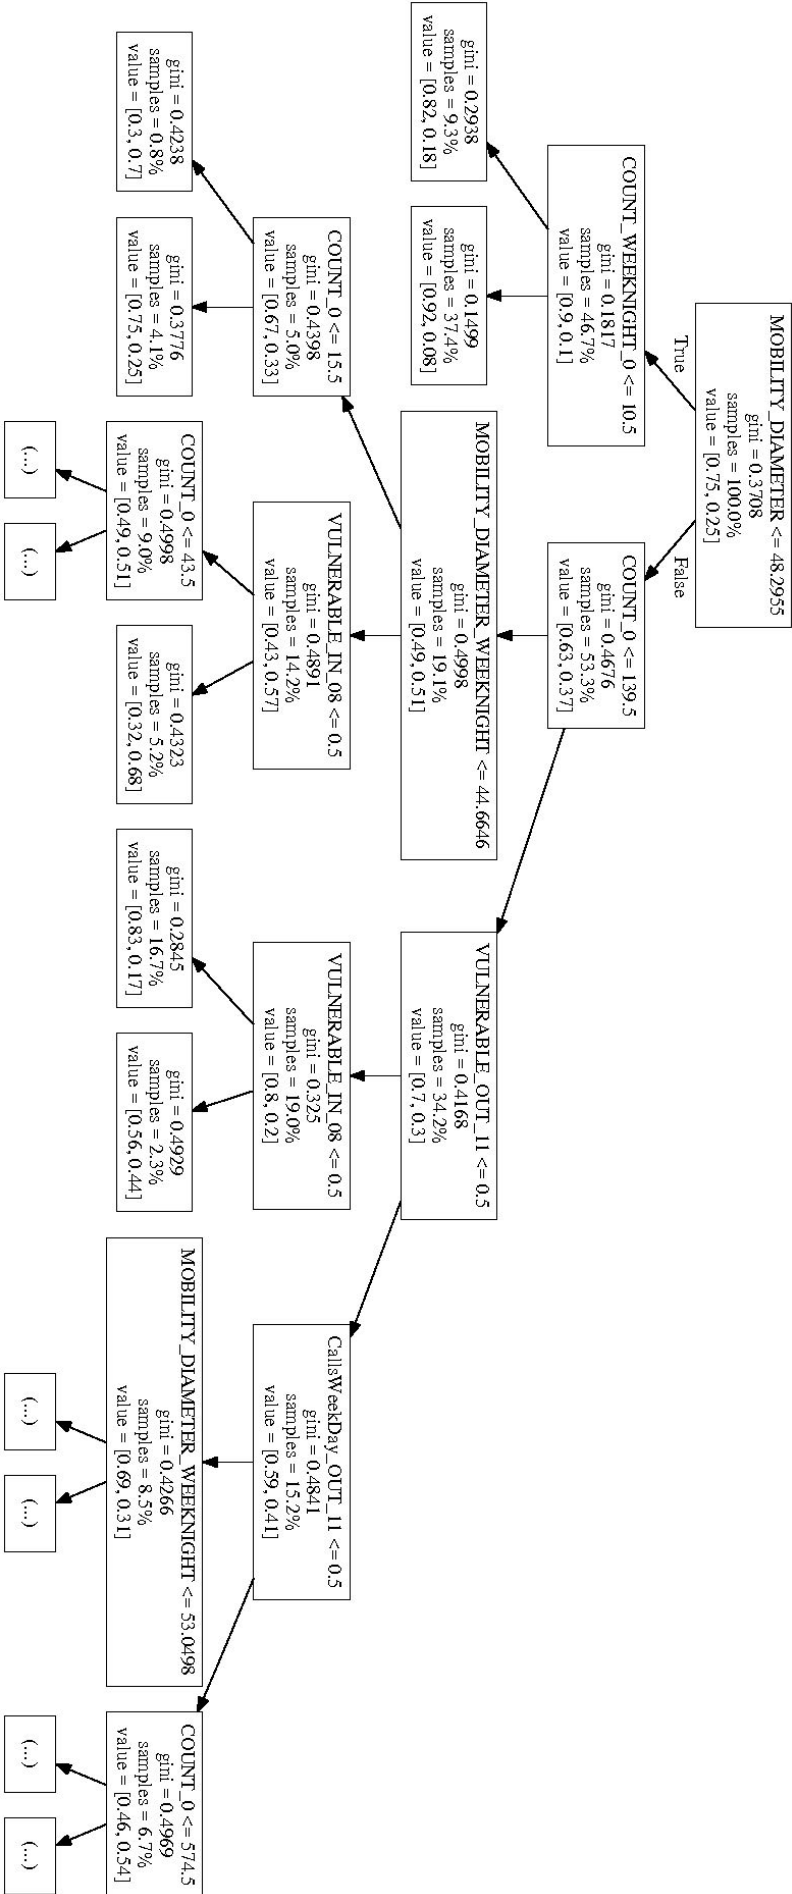 MOBILITY_DIAMETER <= 48.2955
gini = 0.3708
samples = 100.0%
value = [0.75, 0.25]
True
False
COUNT_WEEKNIGHT_0 <= 10.5
gini = 0.1817
samples = 46.7%
value = [0.9, 0.1]
COUNT_0 <= 139.5
gini = 0.4676
samples = 53.3%
value = [0.63, 0.37]
gini = 0.2938
samples = 9.3%
value = [0.82, 0.18]
gini = 0.1499
samples = 37.4%
value = [0.92, 0.08]
MOBILITY_DIAMETER_WEEKNIGHT <= 44.6646
gini = 0.4998
samples = 19.1%
value = [0.49, 0.51]
VULNERABLE_OUT_11 <= 0.5
gini = 0.4168
samples = 34.2%
value = [0.7, 0.3]
COUNT_0 <= 15.5
gini = 0.4398
samples = 5.0%
value = [0.67, 0.33]
VULNERABLE_IN_08 <= 0.5
gini = 0.4891
samples = 14.2%
value = [0.43, 0.57]
VULNERABLE_IN_08 <= 0.5
gini = 0.325
samples = 19.0%
value = [0.8, 0.2]
CallsWeekDay_OUT_11 <= 0.5
gini = 0.4841
samples = 15.2%
value = [0.59, 0.41]
gini = 0.4238
samples = 0.8%
value = [0.3, 0.7]
gini = 0.3776
samples = 4.1%
value = [0.75, 0.25]
COUNT_0 <= 43.5
gini = 0.4998
samples = 9.0%
value = [0.49, 0.51]
gini = 0.4323
samples = 5.2%
value = [0.32, 0.68]
gini = 0.2845
samples = 16.7%
value = [0.83, 0.17]
gini = 0.4929
samples = 2.3%
value = [0.56, 0.44]
MOBILITY_DIAMETER_WEEKNIGHT <= 53.0498
gini = 0.4266
samples = 8.5%
value = [0.69, 0.31]
COUNT_0 <= 574.5
gini = 0.4969
samples = 6.7%
value = [0.46, 0.54]
(...)
(...)
(...)
(...)
(...)
(...)